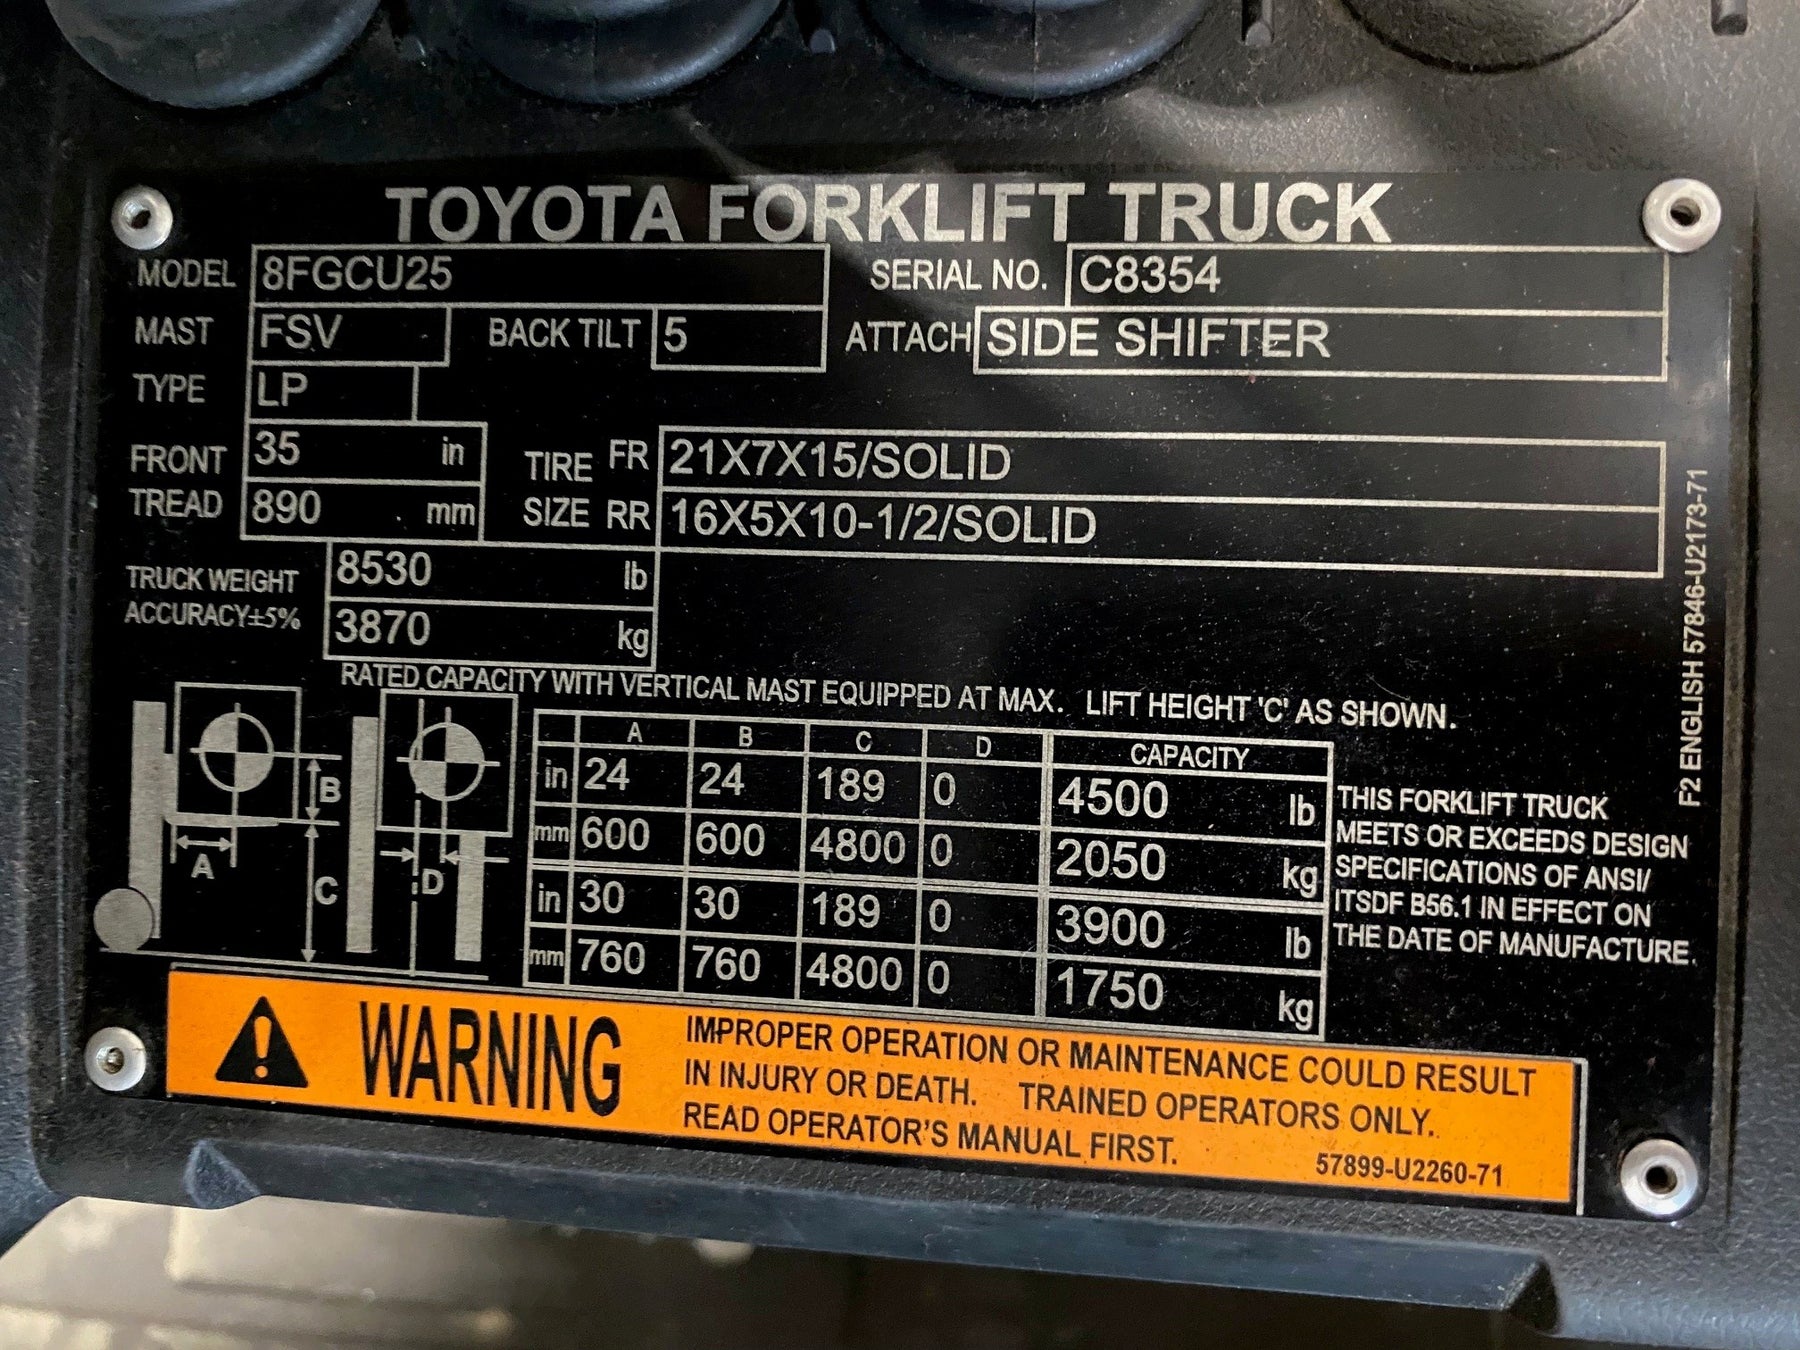 TOYOTA FORKLIFT TRUCK
MODEL 8FGCU25 SERIAL NO. C8354
MAST FSV BACK TILT 5 ATTACH SIDE SHIFTER
TYPE LP
FRONT TREAD 35 in TIRE SIZE FR 21X7X15/SOLID
890 mm RR 16X5X10-1/2/SOLID
TRUCK WEIGHT 8530 lb
ACCURACY±5% 3870 kg
RATED CAPACITY WITH VERTICAL MAST EQUIPPED AT MAX. LIFT HEIGHT 'C' AS SHOWN.
A B C D CAPACITY
in 24 24 189 0 4500 lb
mm 600 600 4800 0 2050 kg
in 30 30 189 0 3900 lb
mm 760 760 4800 0 1750 kg
B
A
C
D
THIS FORKLIFT TRUCK
MEETS OR EXCEEDS DESIGN
SPECIFICATIONS OF ANSI/
ITSDF B56.1 IN EFFECT ON
THE DATE OF MANUFACTURE.
F2 ENGLISH 57846-U2173-71
WARNING
IMPROPER OPERATION OR MAINTENANCE COULD RESULT
IN INJURY OR DEATH. TRAINED OPERATORS ONLY.
READ OPERATOR'S MANUAL FIRST.
57899-U2260-71